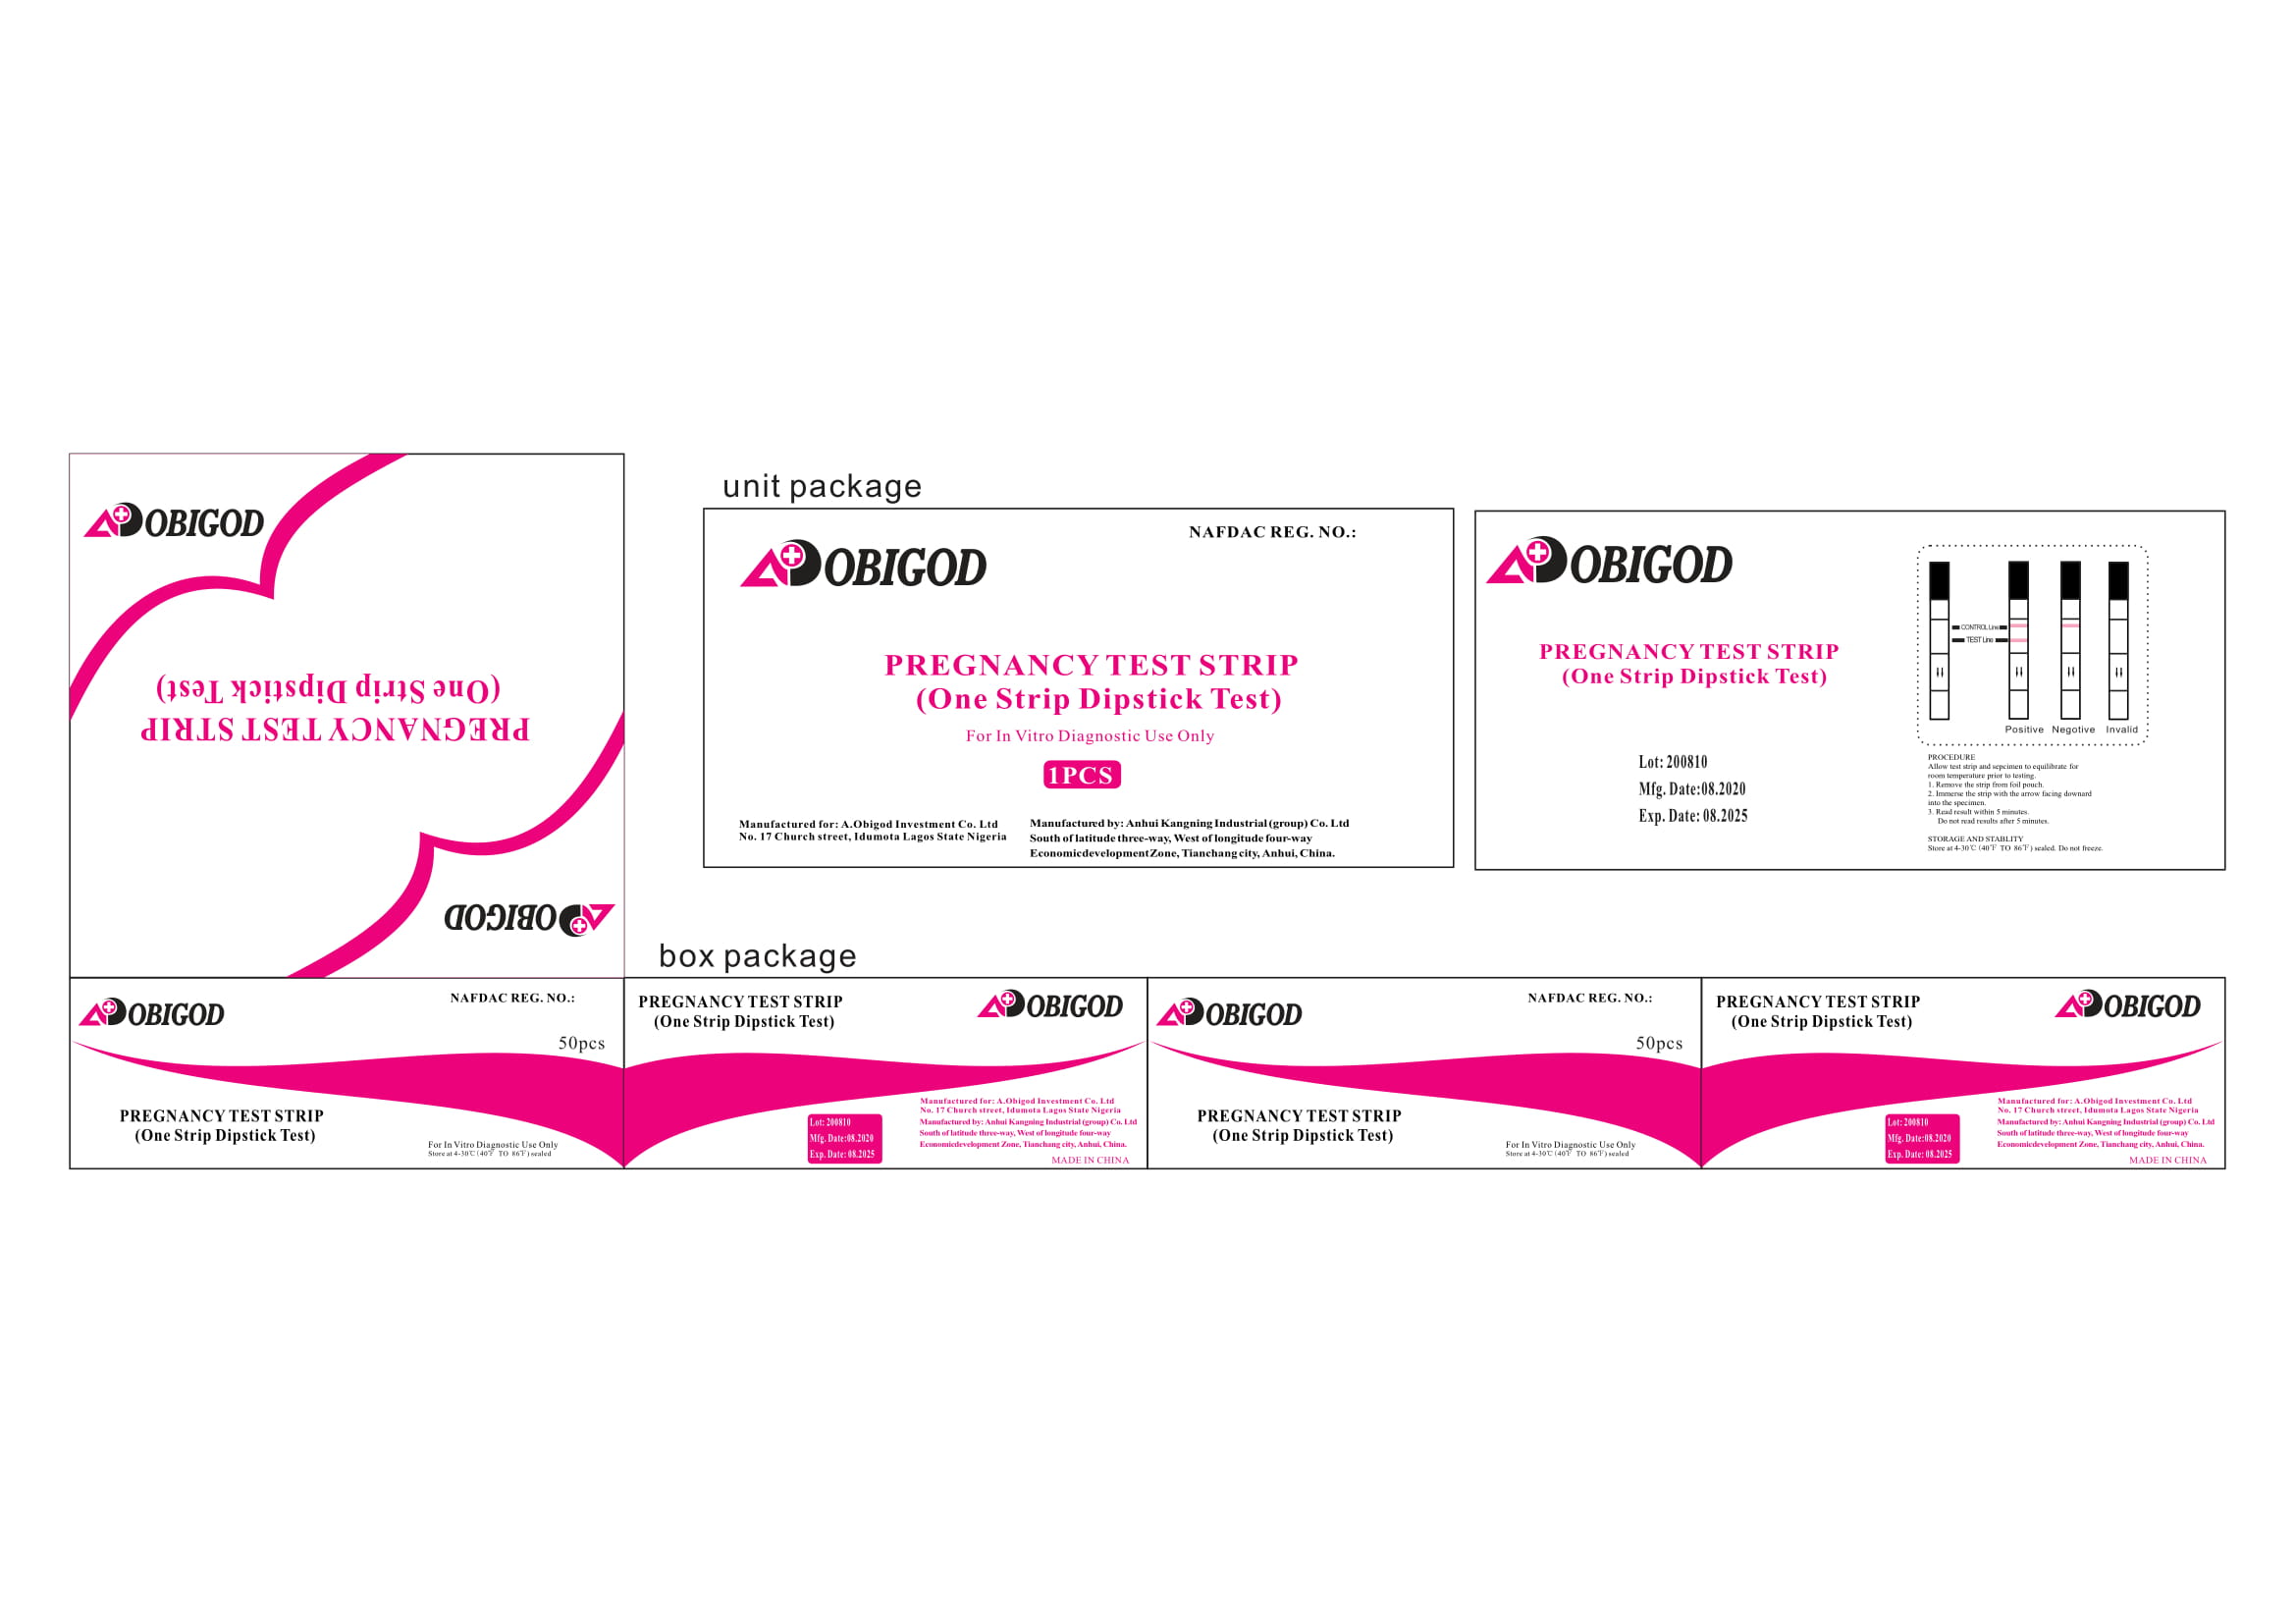 OBIGOD
(One Strip Dipstick Test)
PREGNANCY TEST STRIP
OBIGOD
unit package
NAFDAC REG. NO.:
OBIGOD
PREGNANCY TEST STRIP
(One Strip Dipstick Test)
For In Vitro Diagnostic Use Only
1PCS
Manufactured for: A.Obigod Investment Co. Ltd
No. 17 Church street, Idumota Lagos State Nigeria
Manufactured by: Anhui Kangning Industrial (group) Co. Ltd
South of latitude three-way, West of longitude four-way
Economicdevelopment Zone, Tianchang city, Anhui, China.
OBIGOD
PREGNANCY TEST STRIP
(One Strip Dipstick Test)
Lot: 200810
Mfg. Date:08.2020
Exp. Date: 08.2025
CONTROL Line
TEST Line
Positive Negotive Invalid
PROCEDURE
Allow test strip and sepcimen to equilibrate for
room temperature prior to testing.
1. Remove the strip from foil pouch.
2. Immerse the strip with the arrow facing downard
into the specimen.
3. Read result within 5 minutes.
Do not read results after 5 minutes.
STORAGE AND STABLITY
Store at 4-30℃ (40℉ TO 86℉) sealed. Do not freeze.
box package
OBIGOD
NAFDAC REG. NO.:
50pcs
PREGNANCY TEST STRIP
(One Strip Dipstick Test)
For In Vitro Diagnostic Use Only
Store at 4-30℃ (40℉ TO 86℉) sealed
PREGNANCY TEST STRIP
(One Strip Dipstick Test)
OBIGOD
Lot: 200810
Mfg. Date:08.2020
Exp. Date: 08.2025
Manufactured for: A.Obigod Investment Co. Ltd
No. 17 Church street, Idumota Lagos State Nigeria
Manufactured by: Anhui Kangning Industrial (group) Co. Ltd
South of latitude three-way, West of longitude four-way
Economicdevelopment Zone, Tianchang city, Anhui, China.
MADE IN CHINA
OBIGOD
NAFDAC REG. NO.:
50pcs
PREGNANCY TEST STRIP
(One Strip Dipstick Test)
For In Vitro Diagnostic Use Only
Store at 4-30℃ (40℉ TO 86℉) sealed
PREGNANCY TEST STRIP
(One Strip Dipstick Test)
OBIGOD
Lot: 200810
Mfg. Date:08.2020
Exp. Date: 08.2025
Manufactured for: A.Obigod Investment Co. Ltd
No. 17 Church street, Idumota Lagos State Nigeria
Manufactured by: Anhui Kangning Industrial (group) Co. Ltd
South of latitude three-way, West of longitude four-way
Economicdevelopment Zone, Tianchang city, Anhui, China.
MADE IN CHINA